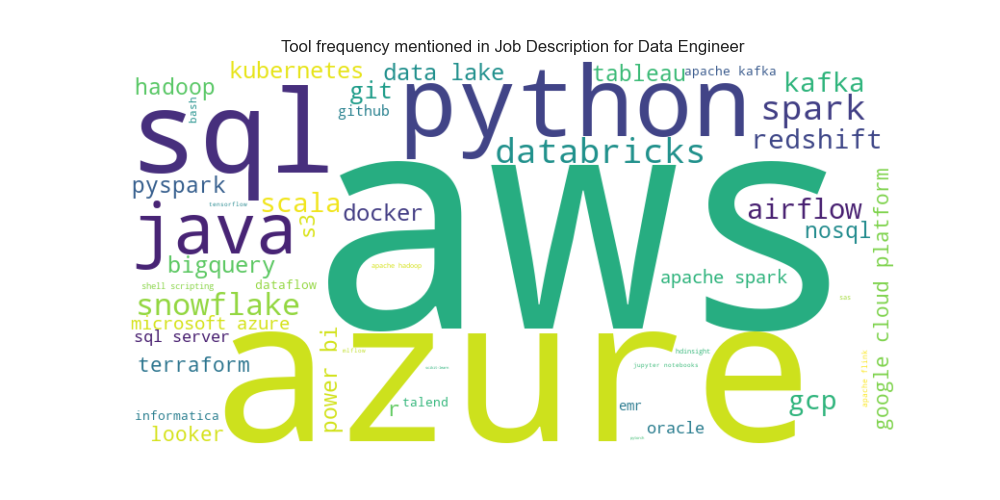 Tool frequency mentioned in Job Description for Data Engineer
kubernetes
data lake
tableau
apache kafka
hadoop
git
python
kafka
bash
github
spark
sql
databricks
redshift
pyspark
aws
tensorflow
scala
s3
docker
airflow
java
nosql
google cloud platform
bigquery
apache hadoop
apache spark
shell scripting
dataflow
snowflake
sas
microsoft azure
sql server
azure
power bi
mlflow
hdinsight
terraform
jupyter notebooks
apache flink
r
talend
emr
gcp
informatica
looker
oracle